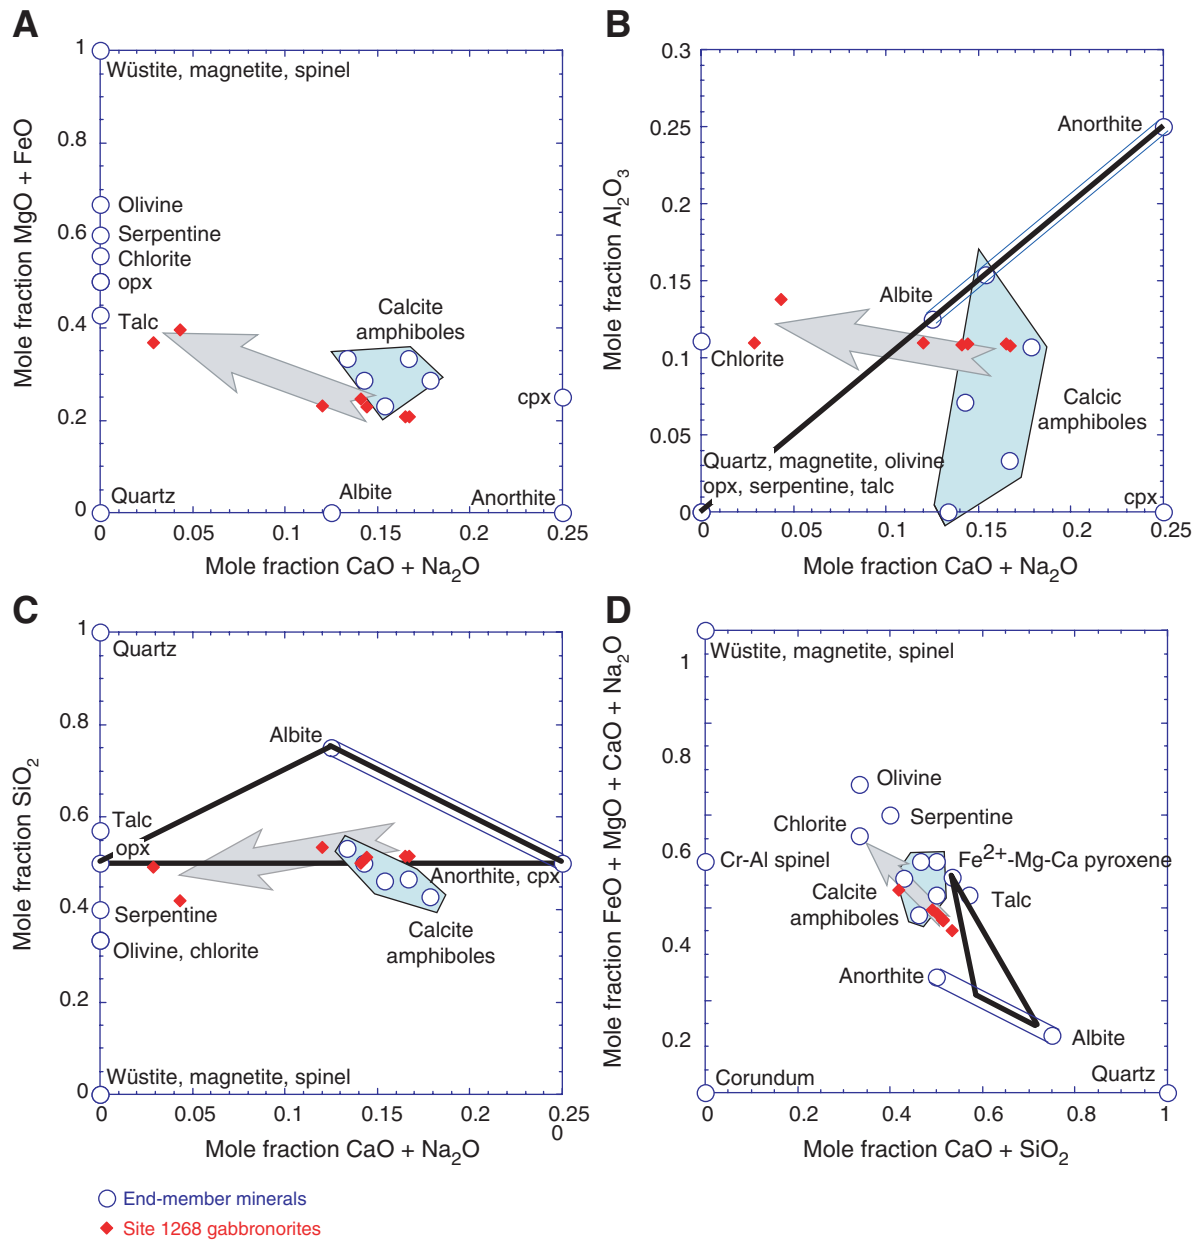 A
1
Wüstite, magnetite, spinel
0.8
Olivine
0.6
Serpentine
Chlorite
opx
0.4
Talc
Calcite
amphiboles
cpx
0.2
Quartz
Albite
Anorthite
0
0
0.05
0.1
0.15
0.2
0.25
Mole fraction MgO + FeO
Mole fraction CaO + Na2O
B
0.3
0.25
Anorthite
0.2
0.15
Albite
0.1
Chlorite
Calcic
amphiboles
0.05
Quartz, magnetite, olivine
opx, serpentine, talc
cpx
0
0
0.05
0.1
0.15
0.2
0.25
Mole fraction Al2O3
Mole fraction CaO + Na2O
C
1
Quartz
0.8
Albite
0.6
Talc
opx
Anorthite, cpx
0.4
Serpentine
Calcite
amphiboles
Olivine, chlorite
0.2
Wüstite, magnetite, spinel
0
0
0.05
0.1
0.15
0.2
0.25
0
Mole fraction SiO2
Mole fraction CaO + Na2O
D
Wüstite, magnetite, spinel
1
Olivine
Serpentine
Chlorite
0.6
Cr-Al spinel
Fe2+-Mg-Ca pyroxene
Calcite
amphiboles
Talc
0.4
Anorthite
0.2
Albite
Corundum
Quartz
0
0.2
0.4
0.6
0.8
1
Mole fraction FeO + MgO + CaO + Na2O
Mole fraction CaO + SiO2
End-member minerals
Site 1268 gabbronorites